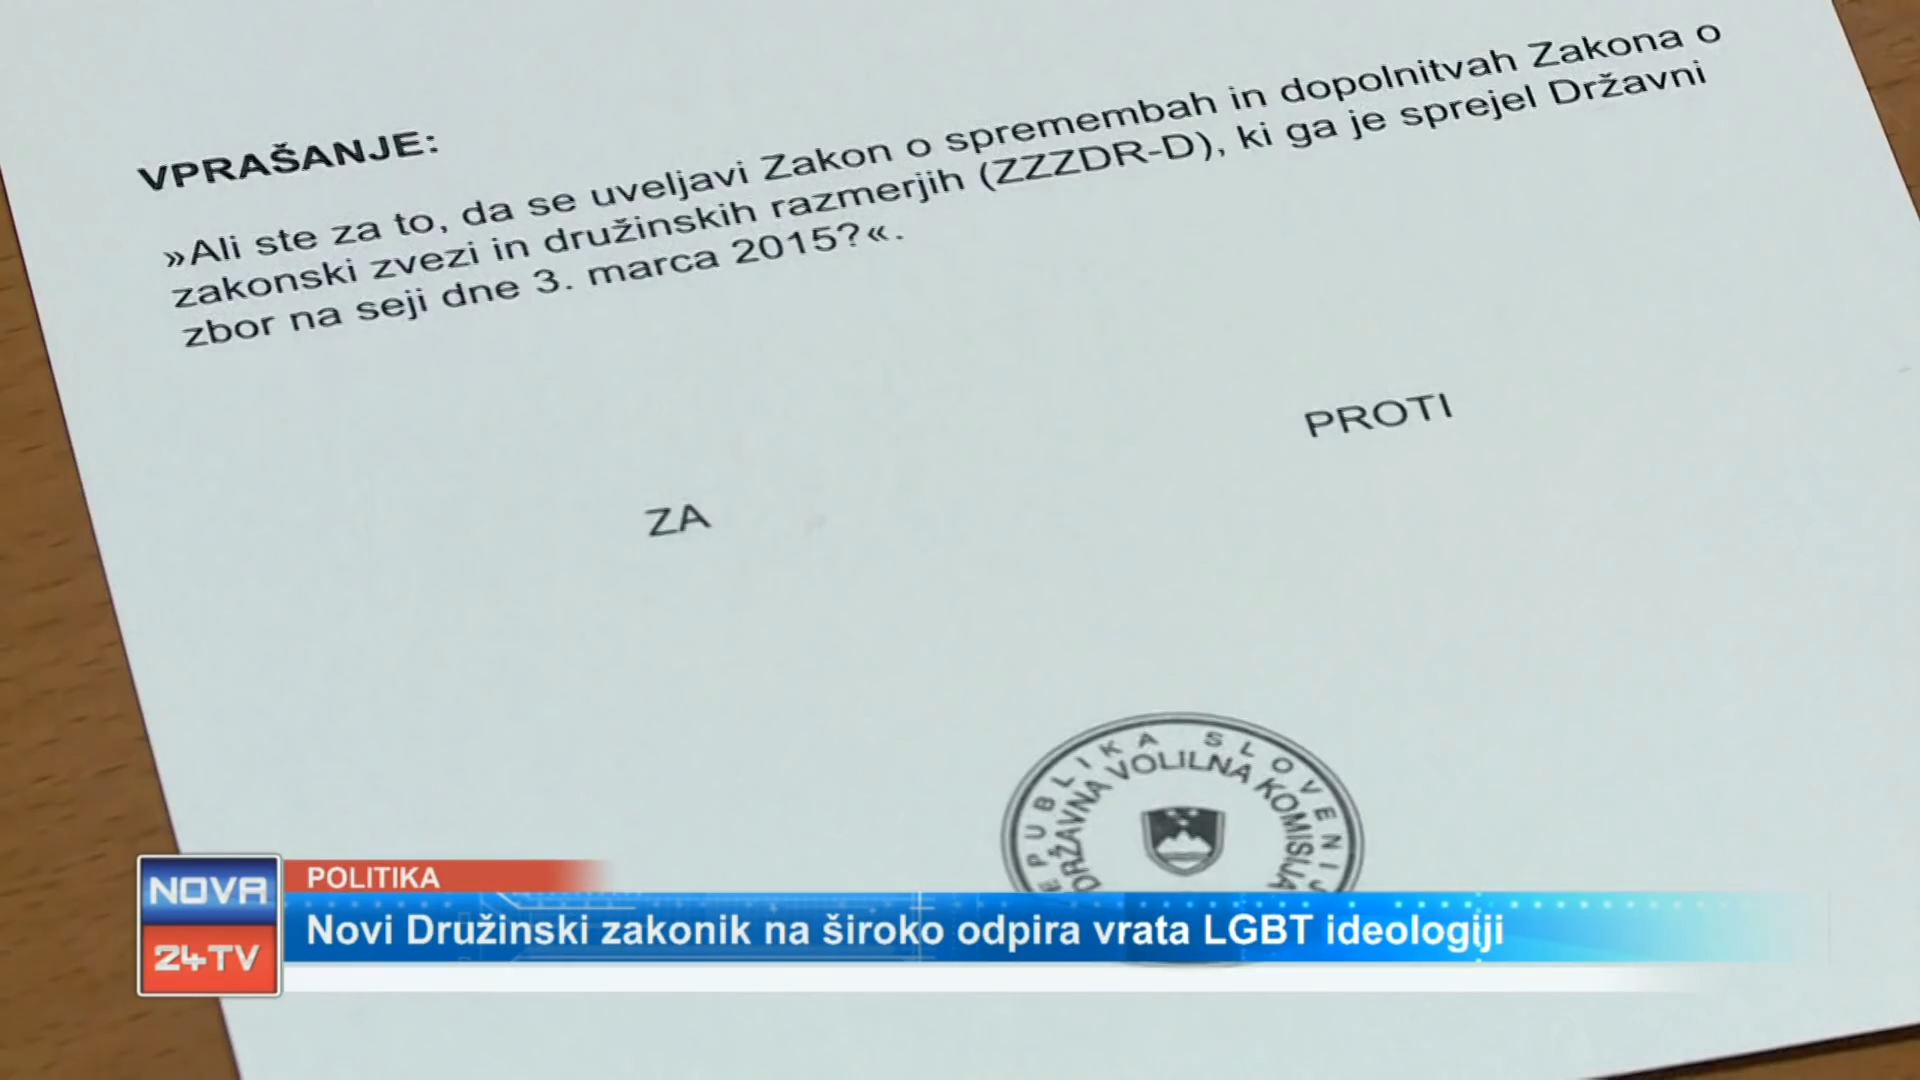 VPRAŠANJE:
»Ali ste za to, da se uveljavi Zakon o spremembah in dopolnitvah Zakona o
zakonski zvezi in družinskih razmerjih (ZZZDR-D), ki ga je sprejel Državni
zbor na seji dne 3. marca 2015?«.
PROTI
ZA
EPUBLIKA SLOVENIJ
DRŽAVNA VOLILNA KOMISIJA
NOVA
24TV
POLITIKA
Novi Družinski zakonik na široko odpira vrata LGBT ideologiji